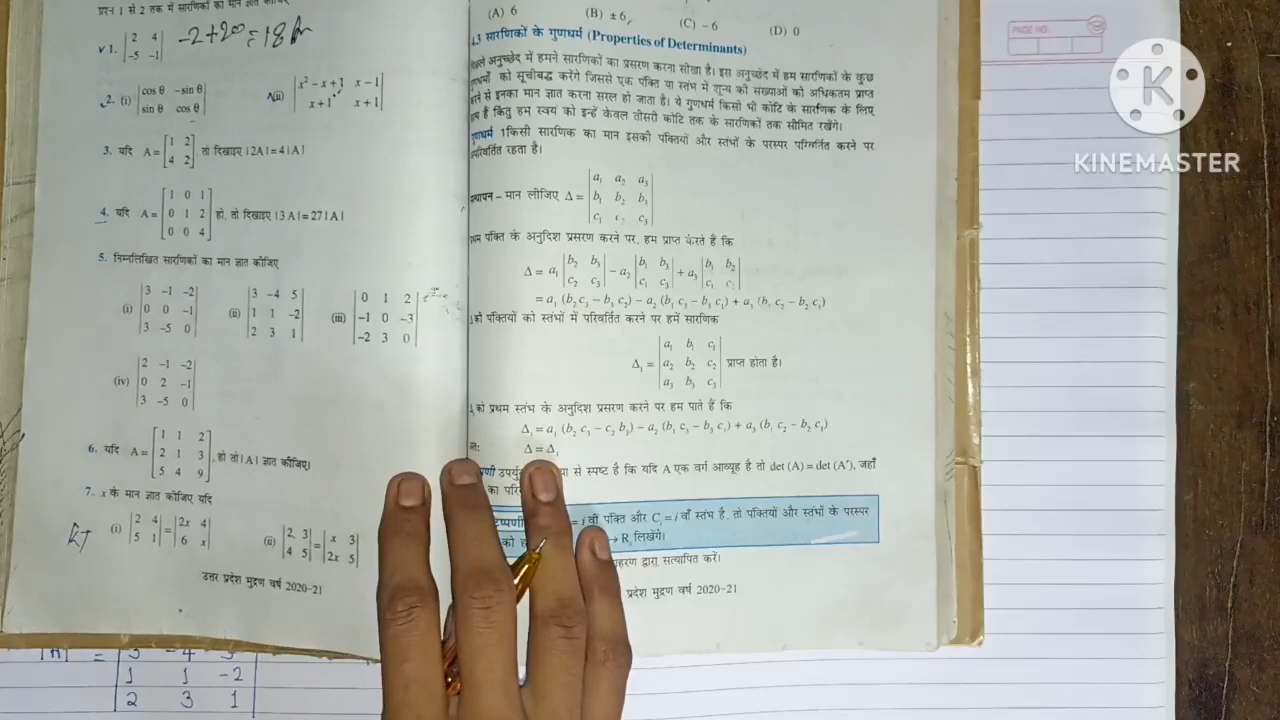 प्रश्न 1 से 2 तक में सारणिकों का मान ज्ञात कीजिए
1. |2 4|
|-5 -1|
-2+20 = 18
2. (i) |cos θ -sin θ|
|sin θ cos θ|
(ii) |x² – x + 1 x – 1|
|x + 1 x + 1|
3. यदि A = [1 2]
[4 2], तो दिखाइए |2A| = 4|A|
4. यदि A = [1 0 1]
[0 1 2]
[0 0 4] हो, तो दिखाइए |3 A| = 27|A|
5. निम्नलिखित सारणिकों का मान ज्ञात कीजिए
(i) |3 -1 -2|
|0 0 -1|
|3 -5 0|
(ii) |3 -4 5|
|1 1 -2|
|2 3 1|
(iii) |0 1 2|
|-1 0 -3|
|-2 3 0|
(iv) |2 -1 -2|
|0 2 -1|
|3 -5 0|
6. यदि A = [1 1 2]
[2 1 3]
[5 4 9], हो तो |A| ज्ञात कीजिए।
7. x के मान ज्ञात कीजिए यदि
(i) |2 4| = |2x 4|
|5 1| |6 x|
(ii) |2 3| = |x 3|
|4 5| |2x 5|
उत्तर प्रदेश मुद्रण वर्ष 2020-21
(A) 6 (B) ± 6 (C) – 6 (D) 0
4.3 सारणिकों के गुणधर्म (Properties of Determinants)
अनुच्छेद में हमने सारणिकों का प्रसरण करना सीखा है। इस अनुच्छेद में हम सारणिकों के कुछ
गुणधर्मों को सूचीबद्ध करेंगे जिससे एक पंक्ति या स्तंभ में शून्य की संख्याओं को अधिकतम प्राप्त
करने से इनका मान ज्ञात करना सरल हो जाता है। ये गुणधर्म किसी भी कोटि के सारणिक के लिए
हैं किंतु हम स्वयं को इन्हें केवल तीसरी कोटि तक के सारणिकों तक सीमित रखेंगे।
गुणधर्म 1 किसी सारणिक का मान इसकी पंक्तियों और स्तंभों के परस्पर परिवर्तित करने पर
अपरिवर्तित रहता है।
सत्यापन – मान लीजिए Δ = |a₁ a₂ a₃|
|b₁ b₂ b₃|
|c₁ c₂ c₃|
प्रथम पंक्ति के अनुदिश प्रसरण करने पर, हम प्राप्त करते हैं कि
Δ = a₁ |b₂ b₃| – a₂ |b₁ b₃| + a₃ |b₁ b₂|
|c₂ c₃| |c₁ c₃| |c₁ c₂|
= a₁ (b₂ c₃ – b₃ c₂) – a₂ (b₁ c₃ – b₃ c₁) + a₃ (b₁ c₂ – b₂ c₁)
Δ को पंक्तियों को स्तंभों में परिवर्तित करने पर हमें सारणिक
Δ₁ = |a₁ b₁ c₁|
|a₂ b₂ c₂|
|a₃ b₃ c₃| प्राप्त होता है।
Δ₁ को प्रथम स्तंभ के अनुदिश प्रसरण करने पर हम पाते हैं कि
Δ₁ = a₁ (b₂ c₃ – c₂ b₃) – a₂ (b₁ c₃ – b₃ c₁) + a₃ (b₁ c₂ – b₂ c₁)
अतः Δ = Δ₁
से स्पष्ट है कि यदि A एक वर्ग आव्यूह है तो det (A) = det (A′), जहाँ
का
टिप्पणी = i वीं पंक्ति और Cᵢ = i वाँ स्तंभ है, तो पंक्तियों और स्तंभों के परस्पर
को → Rᵢ लिखेंगे।
द्वारा सत्यापित करें।
प्रदेश मुद्रण वर्ष 2020-21
PAGE NO.
K
KINEMASTER
|A| = |3 -4 5|
|1 1 -2|
|2 3 1|